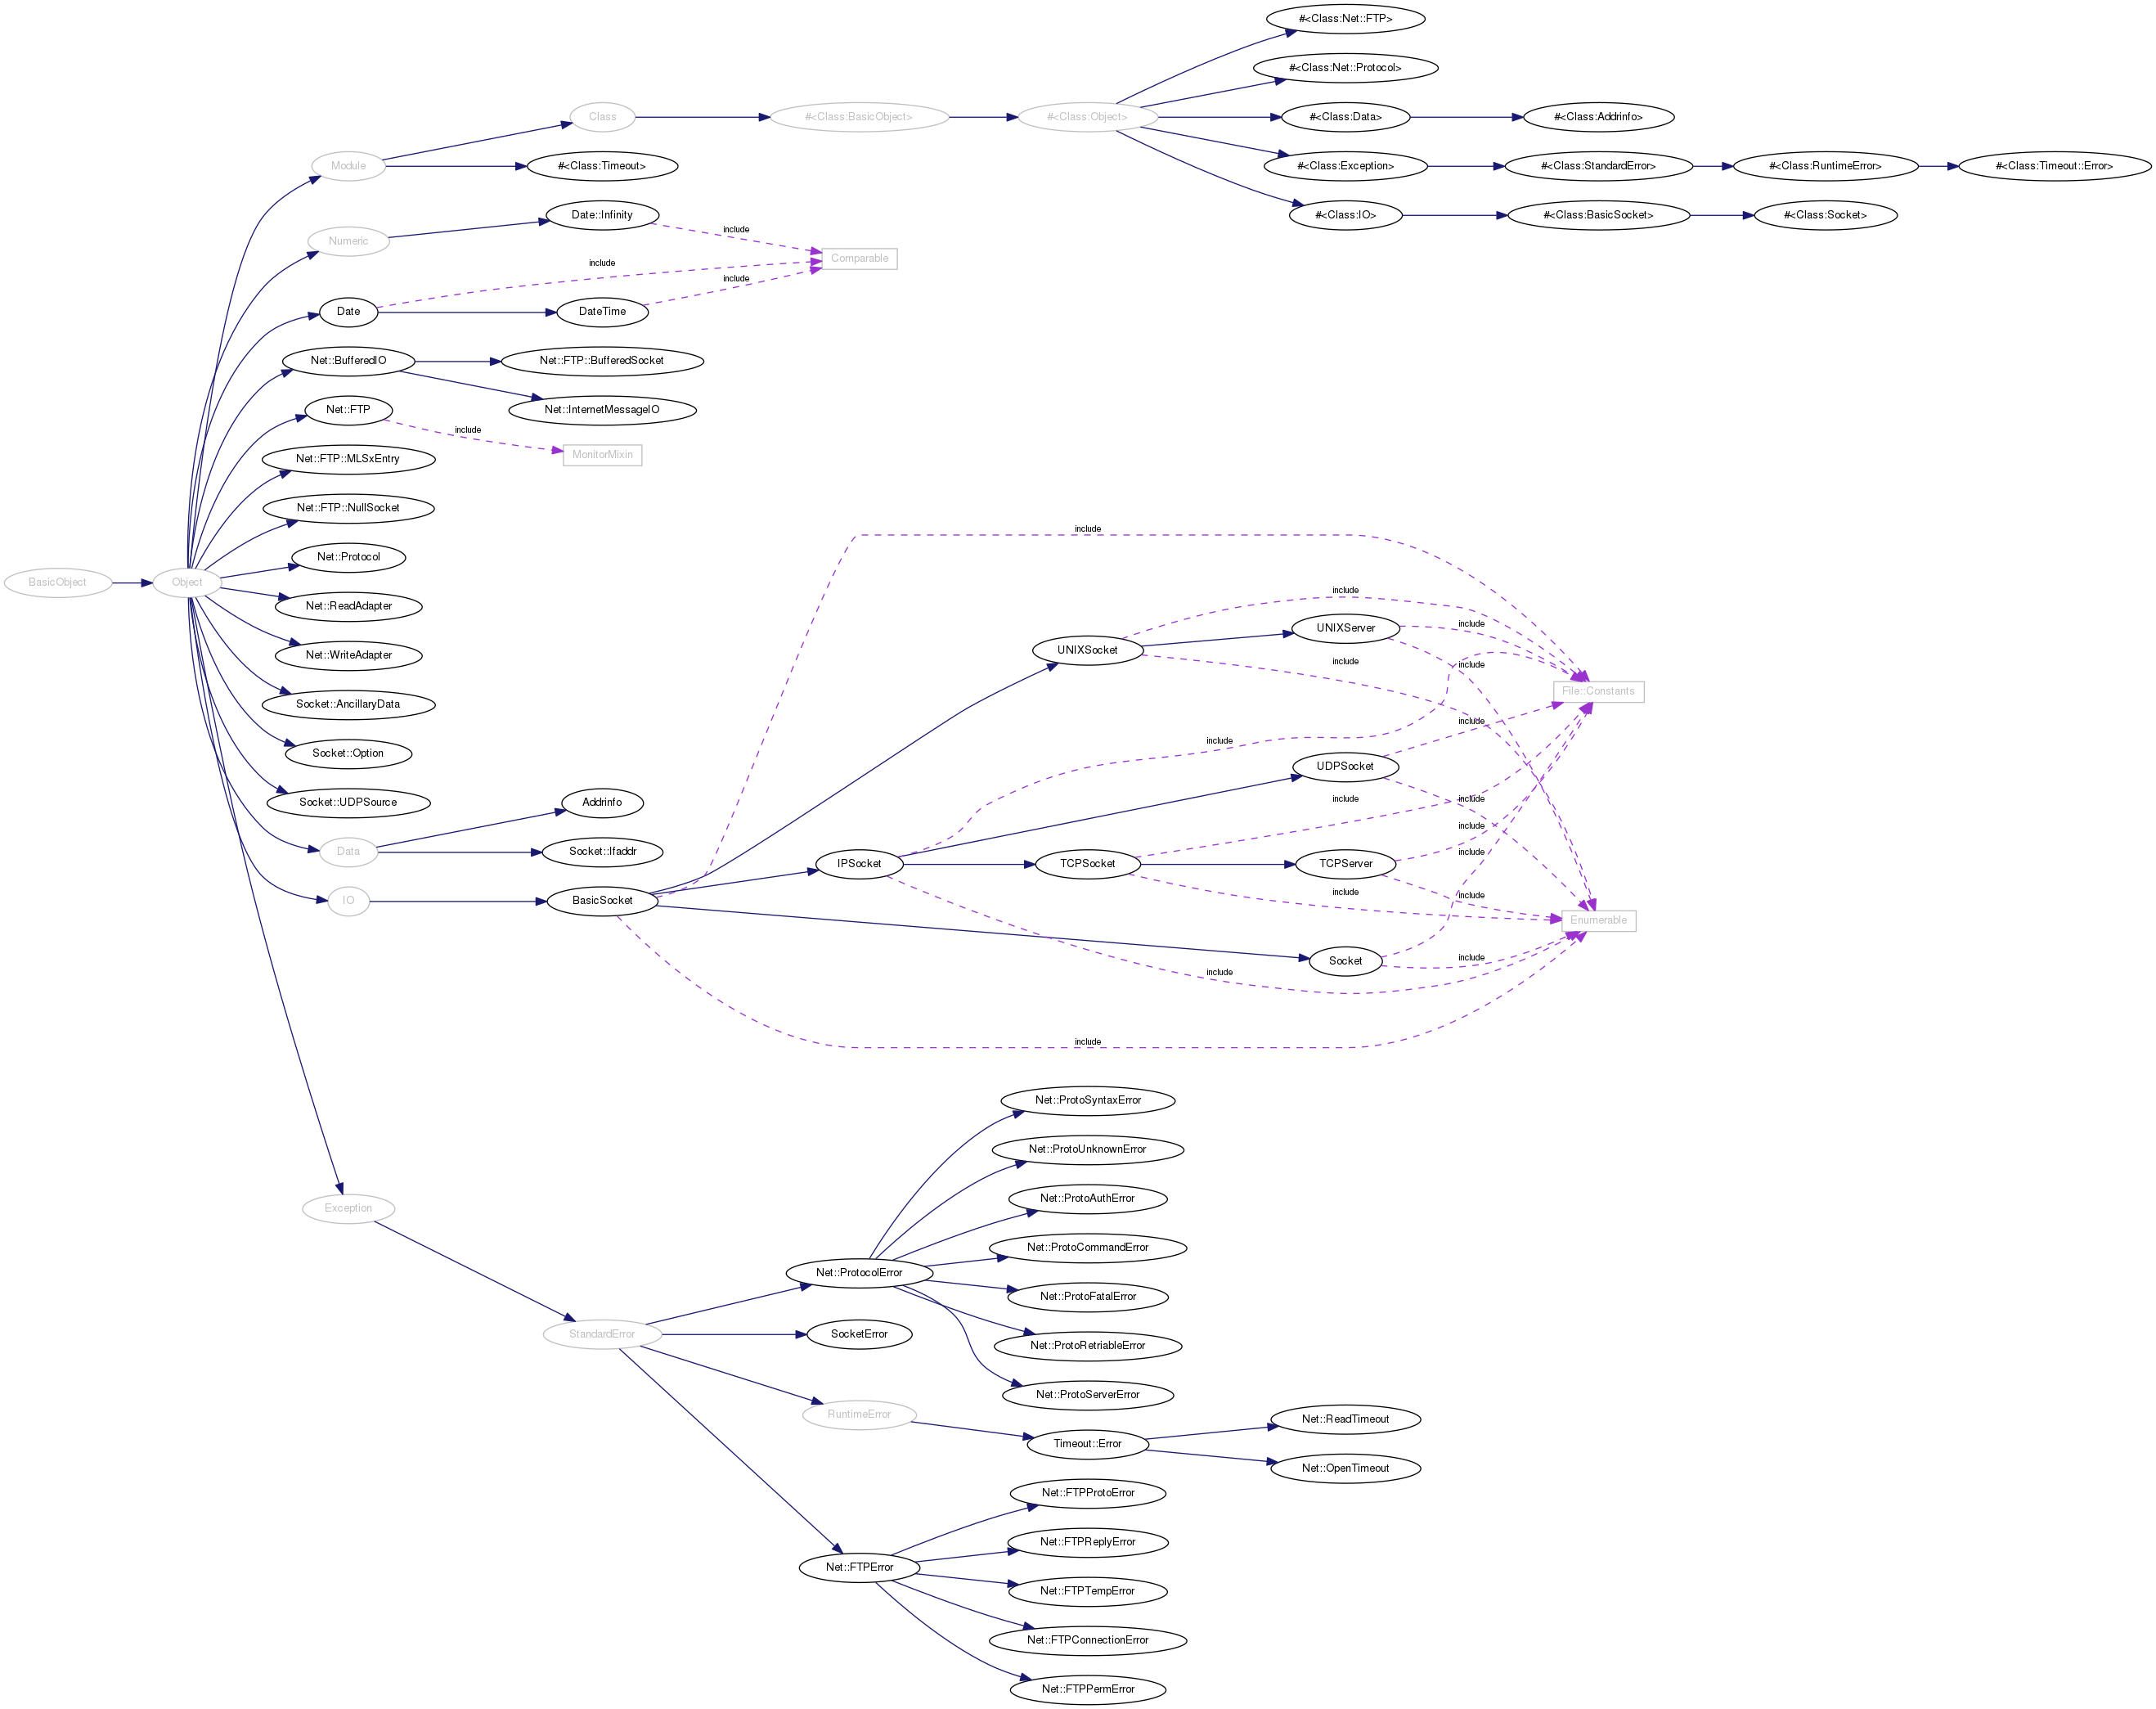 #<Class:Net::FTP>
#<Class:Net::Protocol>
Class
#<Class:BasicObject>
#<Class:Object>
#<Class:Data>
#<Class:Addrinfo>
Module
#<Class:Timeout>
#<Class:Exception>
#<Class:StandardError>
#<Class:RuntimeError>
#<Class:Timeout::Error>
#<Class:IO>
#<Class:BasicSocket>
#<Class:Socket>
Date::Infinity
include
Numeric
Comparable
include
include
Date
DateTime
Net::BufferedIO
Net::FTP::BufferedSocket
Net::FTP
Net::InternetMessageIO
include
MonitorMixin
Net::FTP::MLSxEntry
Net::FTP::NullSocket
include
Net::Protocol
BasicObject
Object
include
Net::ReadAdapter
UNIXServer
include
Net::WriteAdapter
UNIXSocket
include
include
File::Constants
Socket::AncillaryData
include
include
Socket::Option
UDPSocket
Socket::UDPSource
Addrinfo
include
include
include
Data
Socket::Ifaddr
include
IPSocket
TCPSocket
TCPServer
IO
BasicSocket
include
include
Enumerable
Socket
include
include
include
Net::ProtoSyntaxError
Net::ProtoUnknownError
Net::ProtoAuthError
Exception
Net::ProtoCommandError
Net::ProtocolError
Net::ProtoFatalError
StandardError
SocketError
Net::ProtoRetriableError
Net::ProtoServerError
RuntimeError
Net::ReadTimeout
Timeout::Error
Net::OpenTimeout
Net::FTPProtoError
Net::FTPReplyError
Net::FTPError
Net::FTPTempError
Net::FTPConnectionError
Net::FTPPermError